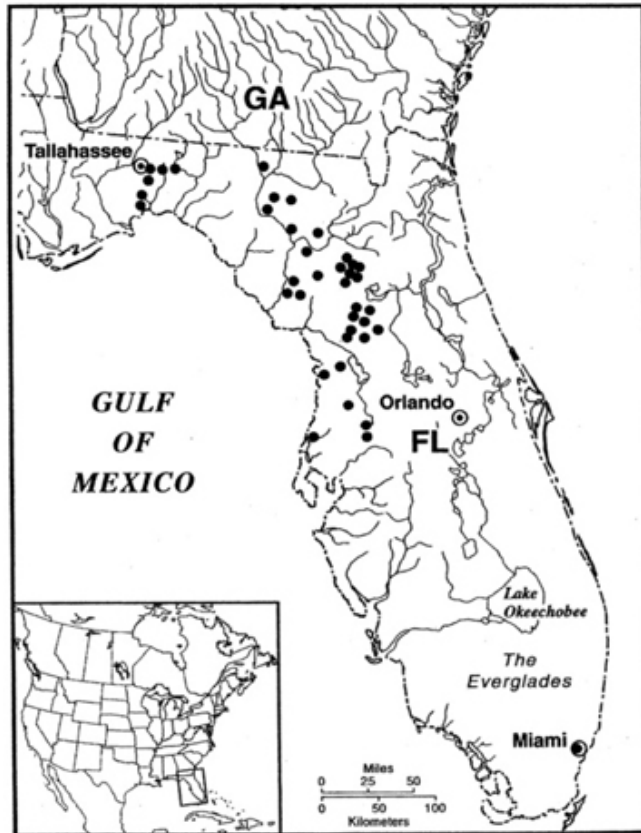 GA
Tallahassee
Orlando
GULF
OF
MEXICO
FL
Lake
Okeechobee
The
Everglades
Miami
Miles
0 25 50
0 50 100
Kilometers